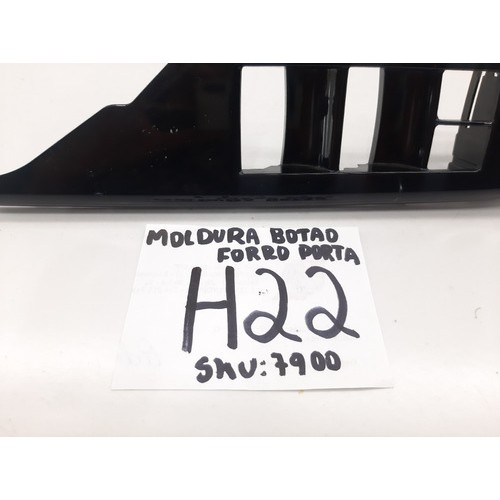 MOLDURA BOTAO
FORRO PORTA
H22
SKU: 7900